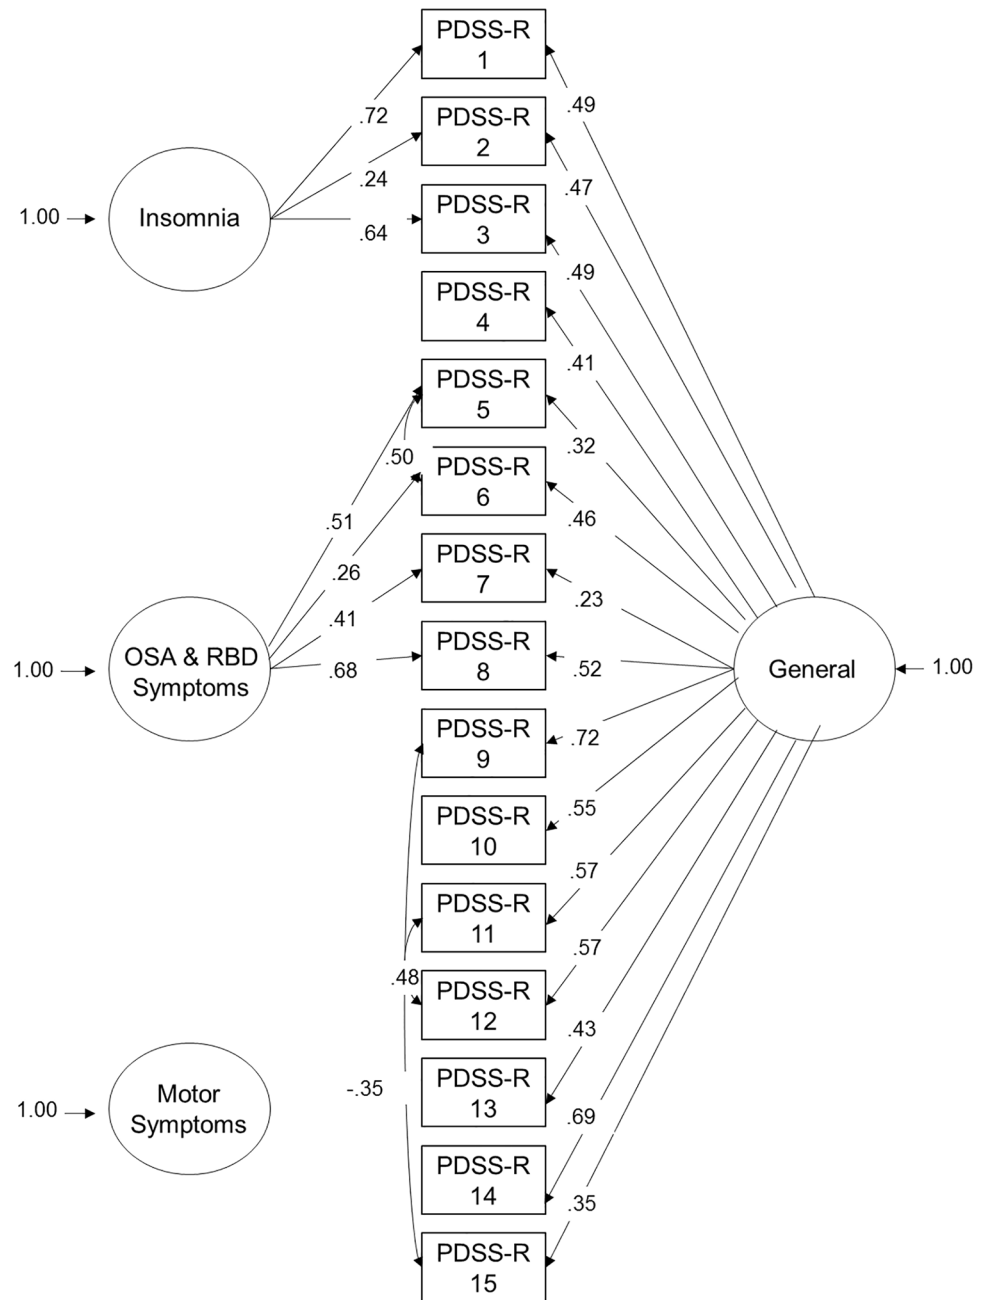 PDSS-R
1
.49
.72
PDSS-R
2
.47
.24
1.00
Insomnia
PDSS-R
3
.64
.49
PDSS-R
4
.41
PDSS-R
5
.32
.50
PDSS-R
6
.46
.51
.26
PDSS-R
7
.23
.41
1.00
OSA & RBD
Symptoms
.68
PDSS-R
8
.52
General
1.00
PDSS-R
9
.72
PDSS-R
10
.55
.57
PDSS-R
11
.57
.48
PDSS-R
12
.43
-.35
PDSS-R
13
1.00
Motor
Symptoms
.69
PDSS-R
14
.35
PDSS-R
15